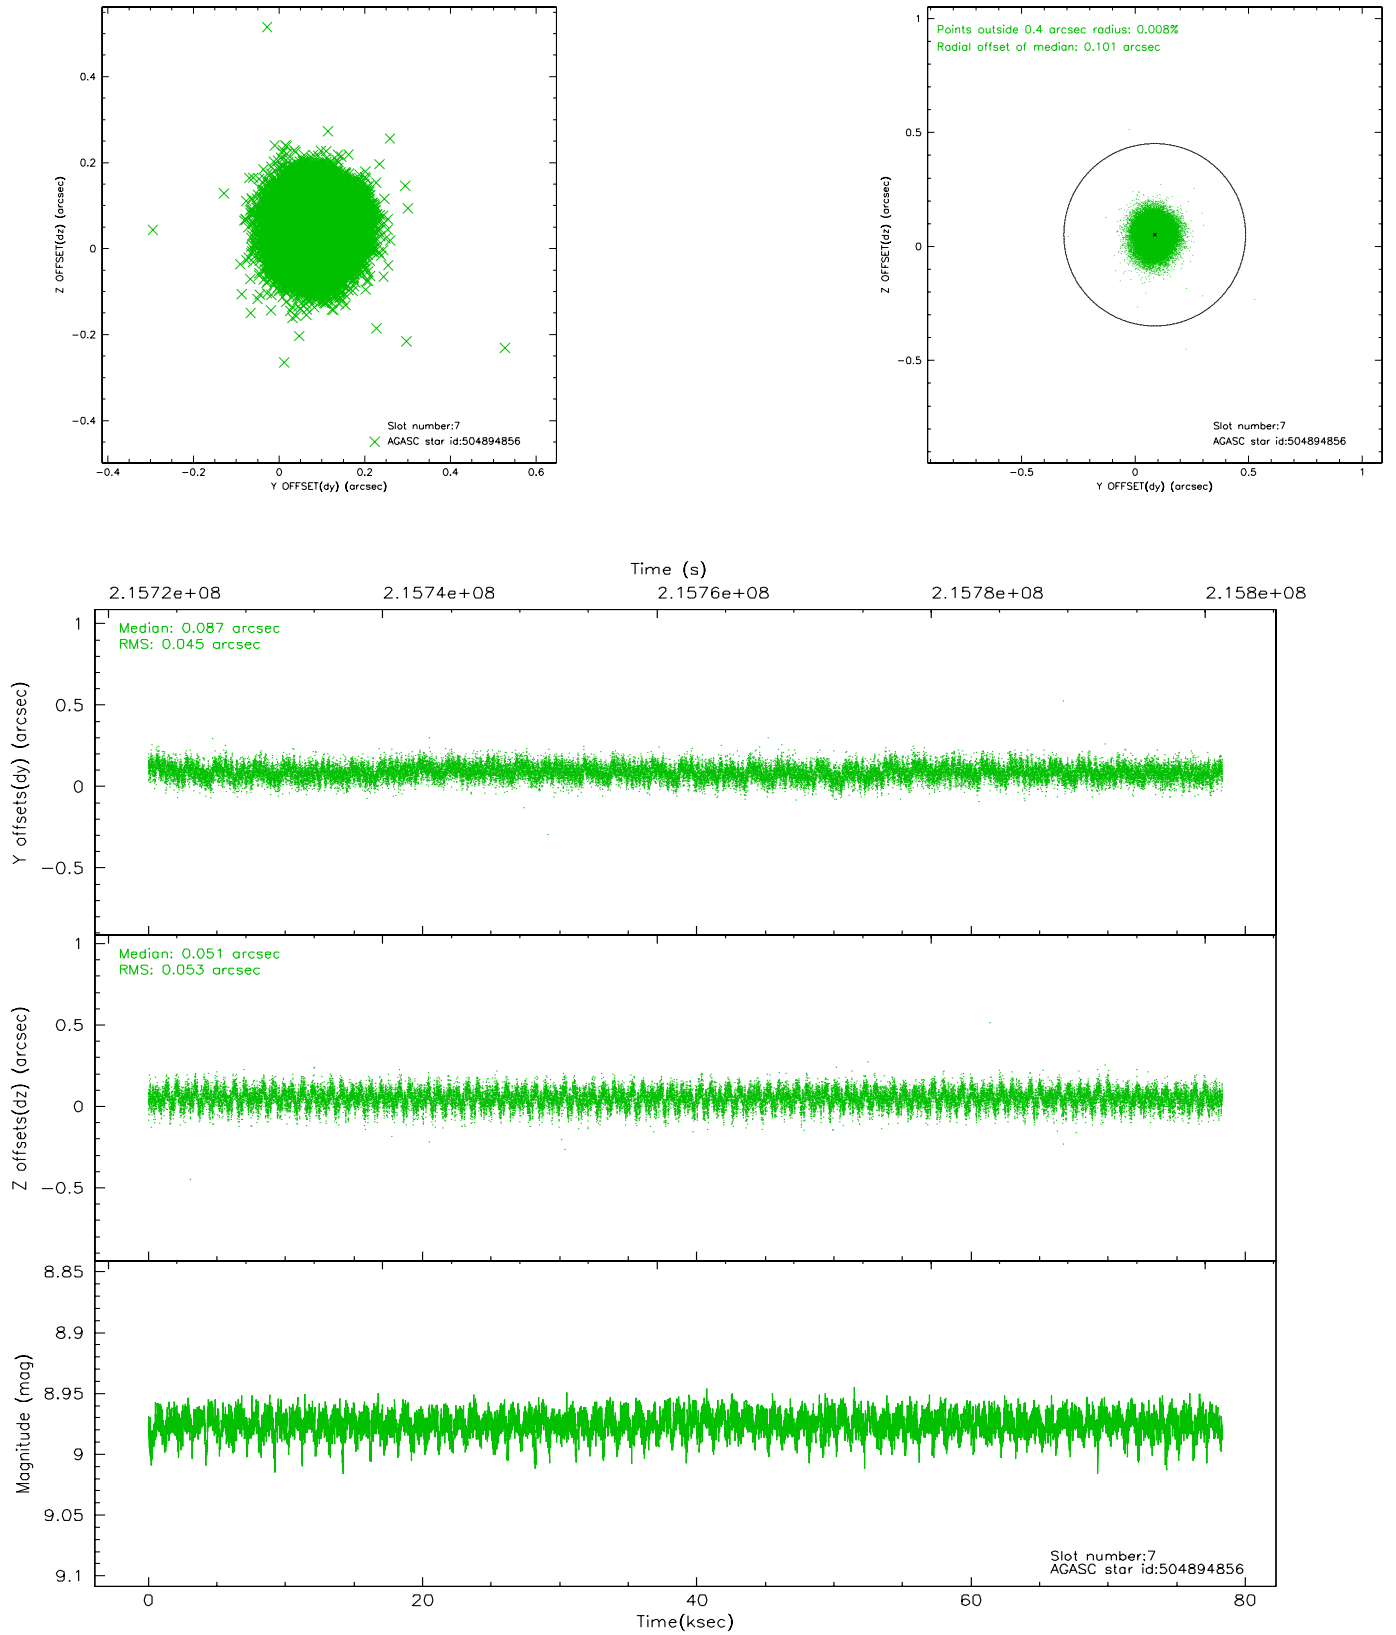 0.4
0.2
0
-0.2
-0.4
Z OFFSET(dz) (arcsec)
Slot number:7
AGASC star id:504894856
-0.4 -0.2 0 0.2 0.4 0.6
Y OFFSET(dy) (arcsec)
Points outside 0.4 arcsec radius: 0.008%
Radial offset of median: 0.101 arcsec
1
0.5
0
-0.5
Z OFFSET(dz) (arcsec)
Slot number:7
AGASC star id:504894856
-0.5 0 0.5 1
Y OFFSET(dy) (arcsec)
Time (s)
2.1572e+08 2.1574e+08 2.1576e+08 2.1578e+08 2.158e+08
Median: 0.087 arcsec
RMS: 0.045 arcsec
1
0.5
0
-0.5
Y offsets(dy) (arcsec)
Median: 0.051 arcsec
RMS: 0.053 arcsec
1
0.5
0
-0.5
Z offsets(dz) (arcsec)
8.85
8.9
8.95
9
9.05
9.1
Magnitude (mag)
Slot number:7
AGASC star id:504894856
0 20 40 60 80
Time(ksec)